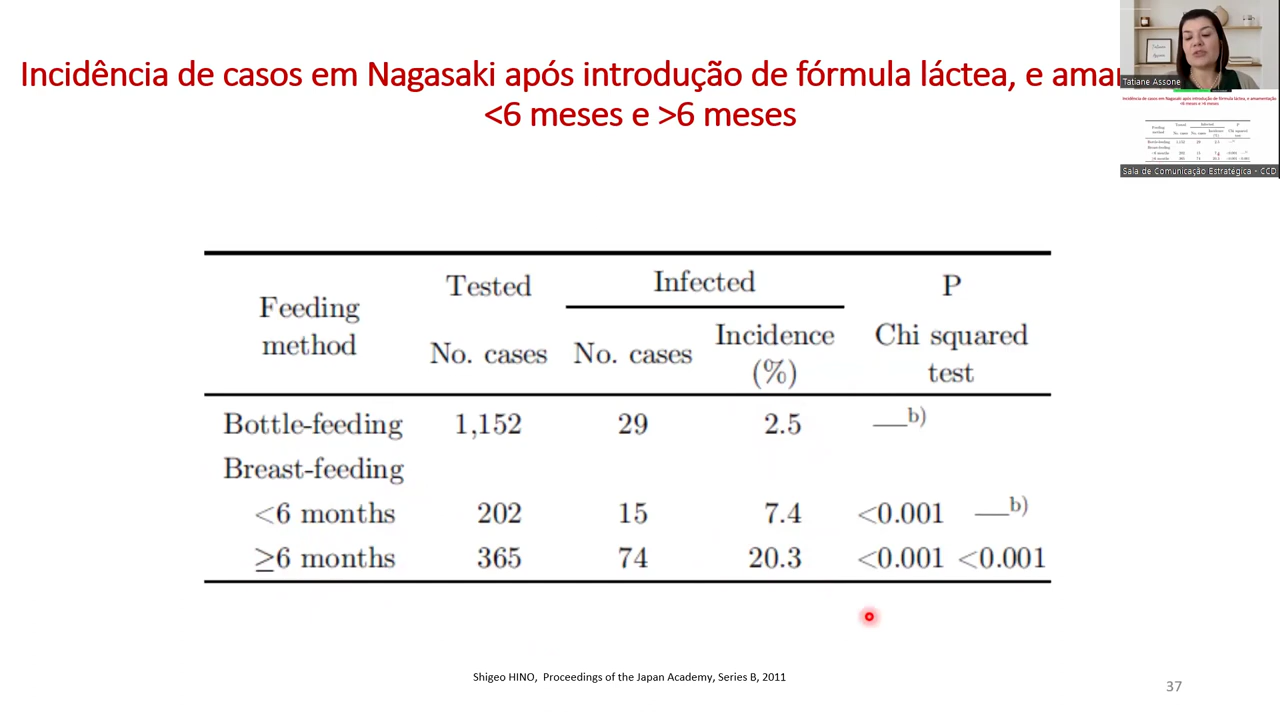 Incidência de casos em Nagasaki após introdução de fórmula láctea, e
<6 meses e >6 meses
Tatiane Assone
Sala de Comunicação Estratégica - CCD
Feeding method Tested Infected P
No. cases No. cases Incidence (%) Chi squared test
Bottle-feeding 1,152 29 2.5 —b)
Breast-feeding
<6 months 202 15 7.4 <0.001 —b)
≥6 months 365 74 20.3 <0.001 <0.001
Shigeo HINO, Proceedings of the Japan Academy, Series B, 2011
37